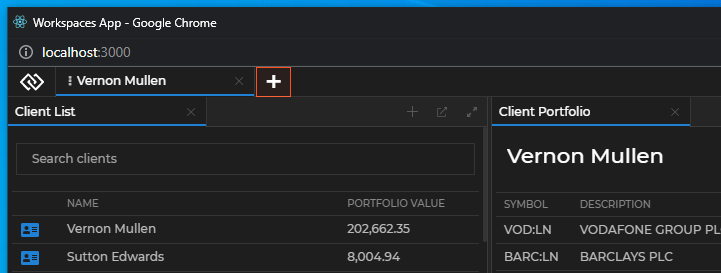 Workspaces App - Google Chrome
localhost:3000
Vernon Mullen
Client List
Client Portfolio
Search clients
Vernon Mullen
NAME PORTFOLIO VALUE
SYMBOL DESCRIPTION
Vernon Mullen 202,662.35
VOD:LN VODAFONE GROUP PL
Sutton Edwards 8,004.94
BARC:LN BARCLAYS PLC